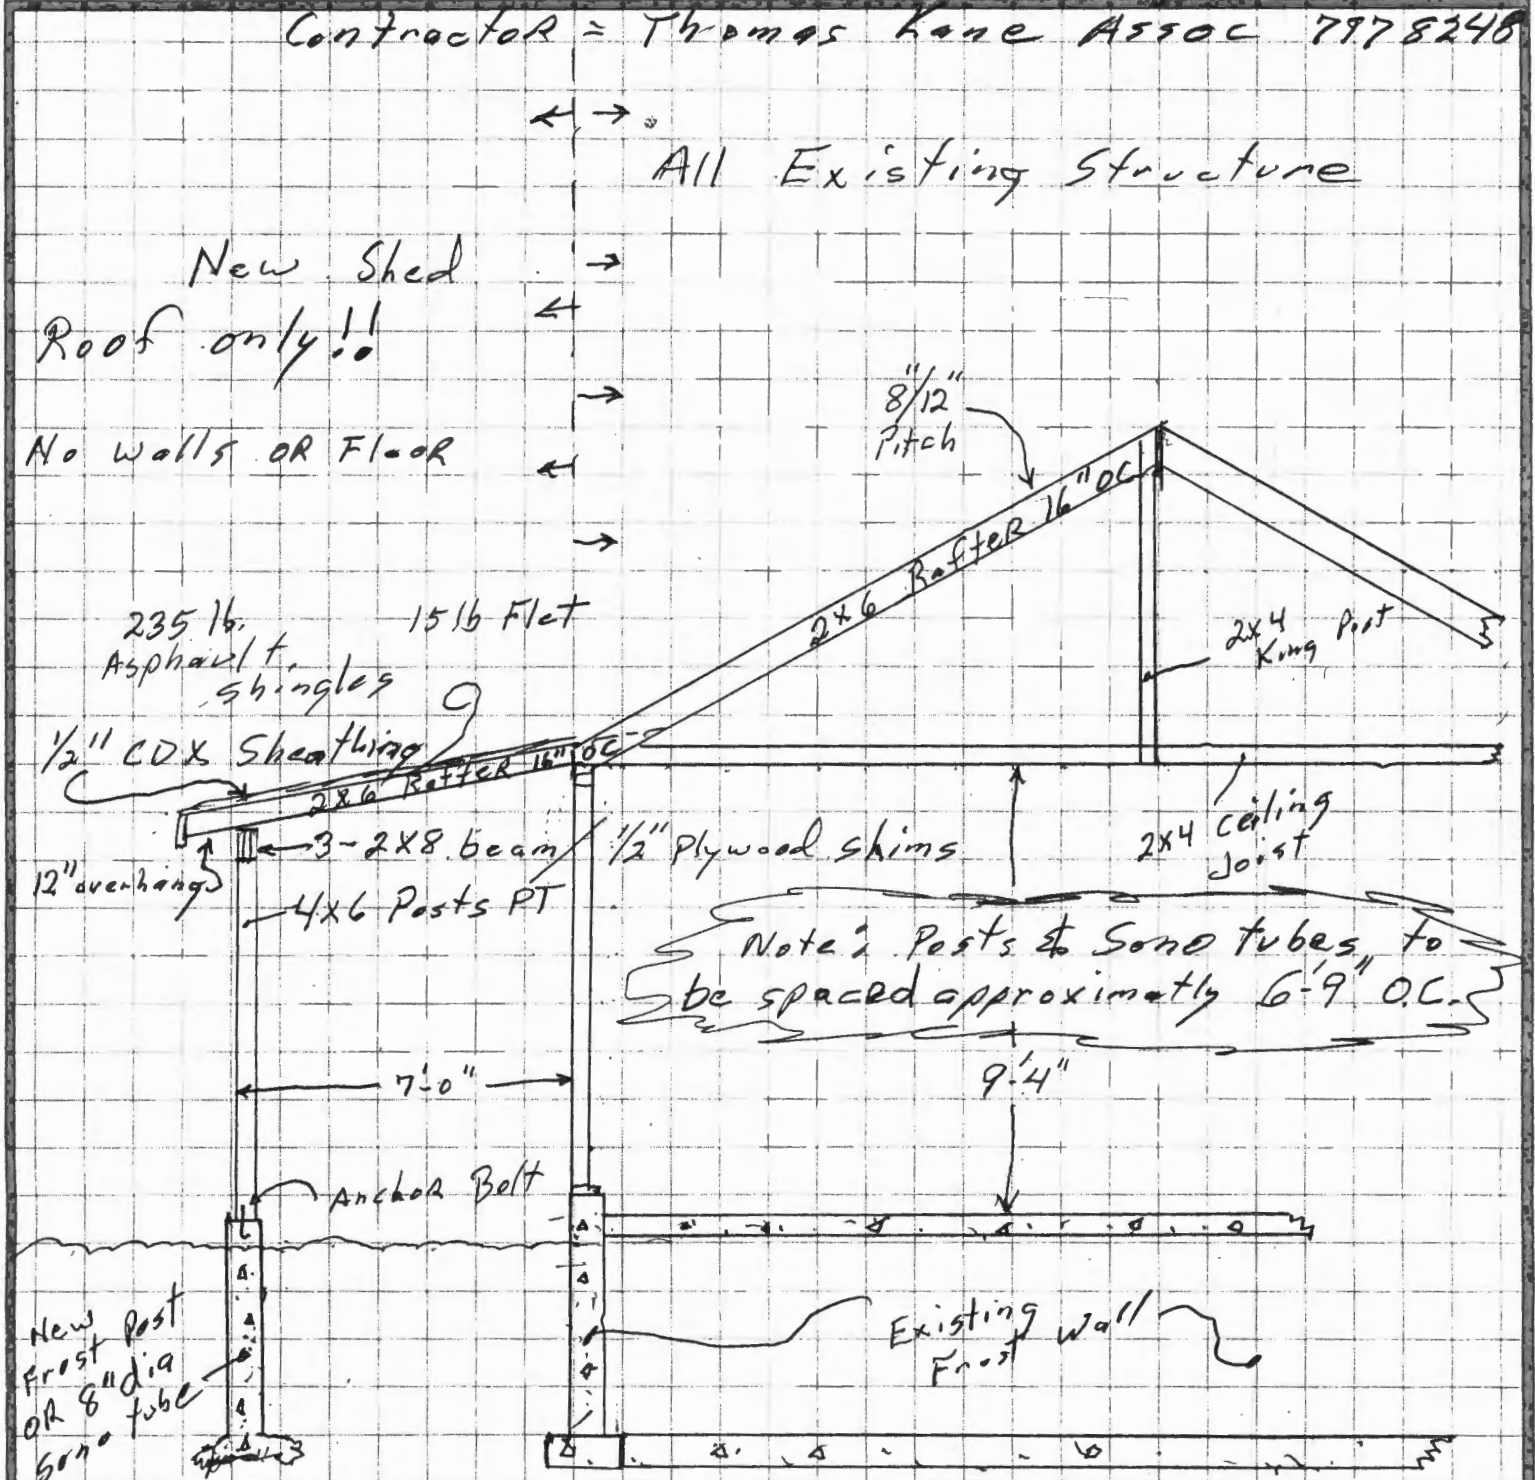 Contractor = Thomas Kane Assoc 7978248
All Existing Structure
New Shed
Roof only!!
No walls OR Floor
8"/12"
Pitch
2x6 Rafter 16" OC
235 lb.
Asphault
shingles
15 lb Flet
2x4
King Post
1/2" CDX Sheathing
2x6 Rafter 16" OC
3-2x8 beam
1/2" Plywood shims
2x4 Ceiling
Joist
12" overhang
4x6 Posts PT
Note: Posts & Sono tubes to
be spaced approximatly 6'-9" O.C.
7'-0"
9'-4"
Anchor Bolt
New
Frost Post
OR 8" dia
Sono tube
Existing
Frost Wall